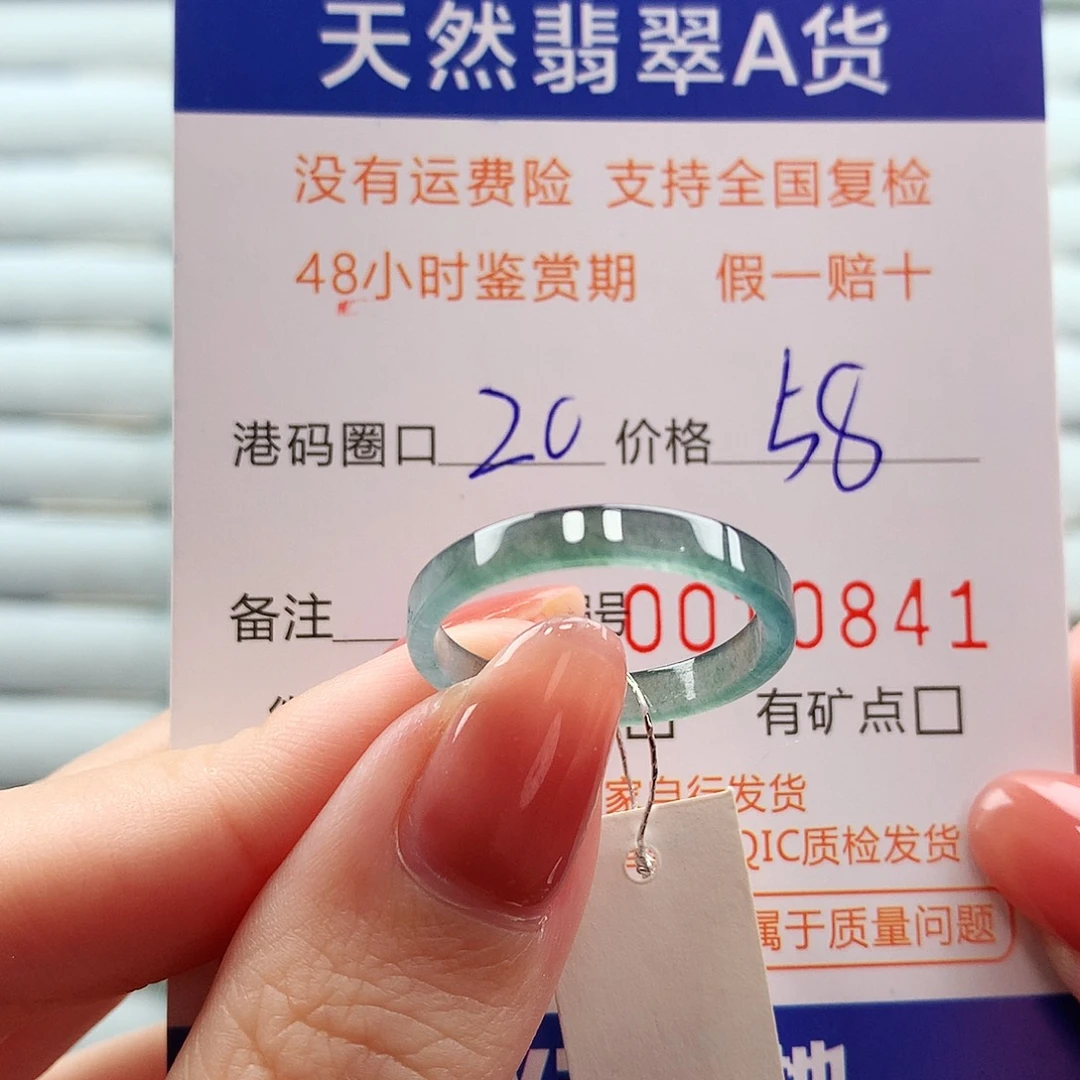 天然翡翠A货
没有运费险 支持全国复检
48小时鉴赏期 假一赔十
港码圈口 20 价格 58
备注 号 00 0841
有矿点□
家自行发货
QIC质检发货
属于质量问题